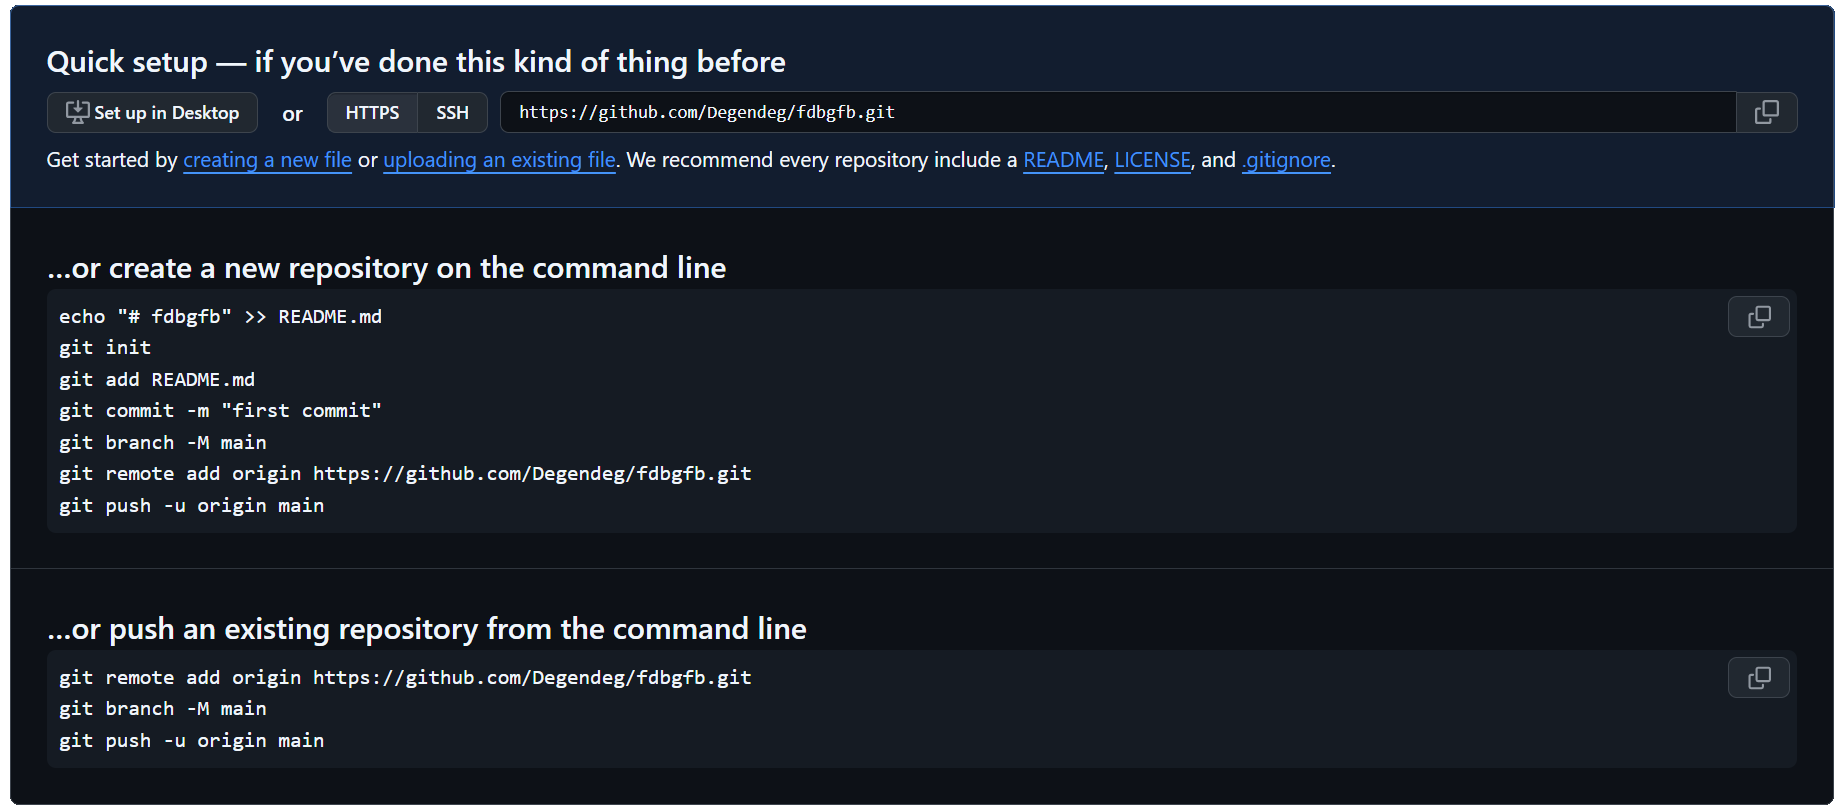 Quick setup — if you’ve done this kind of thing before
Set up in Desktop or HTTPS SSH https://github.com/Degendeg/fdbgfb.git
Get started by creating a new file or uploading an existing file. We recommend every repository include a README, LICENSE, and .gitignore.
…or create a new repository on the command line
echo "# fdbgfb" >> README.md
git init
git add README.md
git commit -m "first commit"
git branch -M main
git remote add origin https://github.com/Degendeg/fdbgfb.git
git push -u origin main
…or push an existing repository from the command line
git remote add origin https://github.com/Degendeg/fdbgfb.git
git branch -M main
git push -u origin main